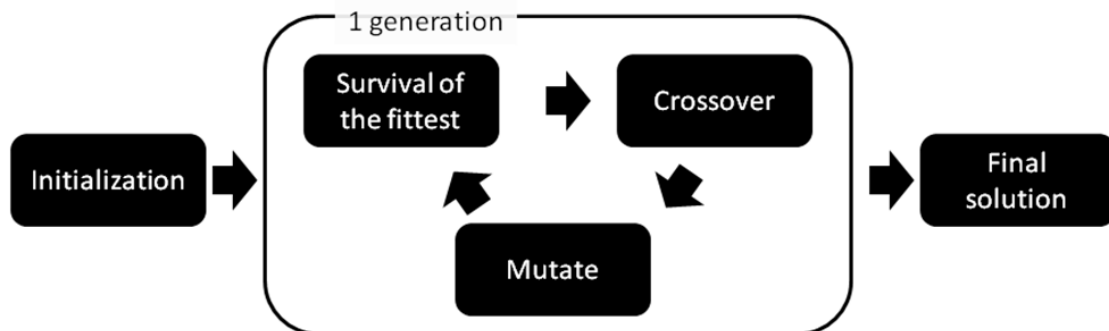 1 generation
Survival of
the fittest
Crossover
Initialization
Mutate
Final
solution